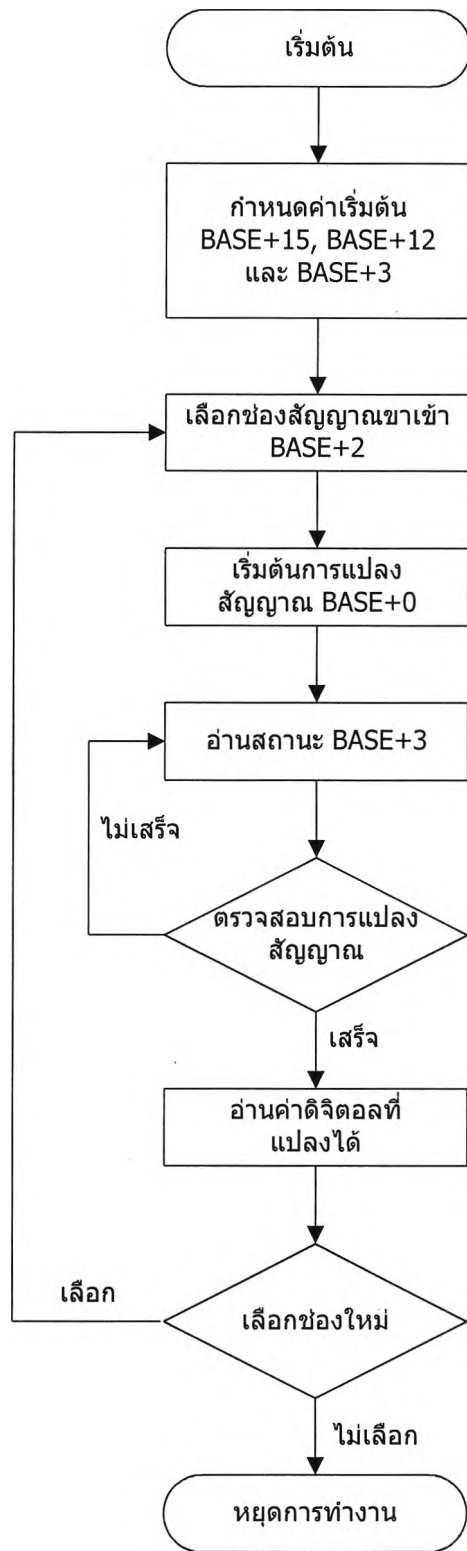 เริ่มต้น
กำหนดค่าเริ่มต้น
BASE+15, BASE+12
และ BASE+3
เลือกช่องสัญญาณขาเข้า
BASE+2
เริ่มต้นการแปลง
สัญญาณ BASE+0
อ่านสถานะ BASE+3
ไม่เสร็จ
ตรวจสอบการแปลง
สัญญาณ
เสร็จ
อ่านค่าดิจิตอลที่
แปลงได้
เลือก
เลือกช่องใหม่
ไม่เลือก
หยุดการทำงาน